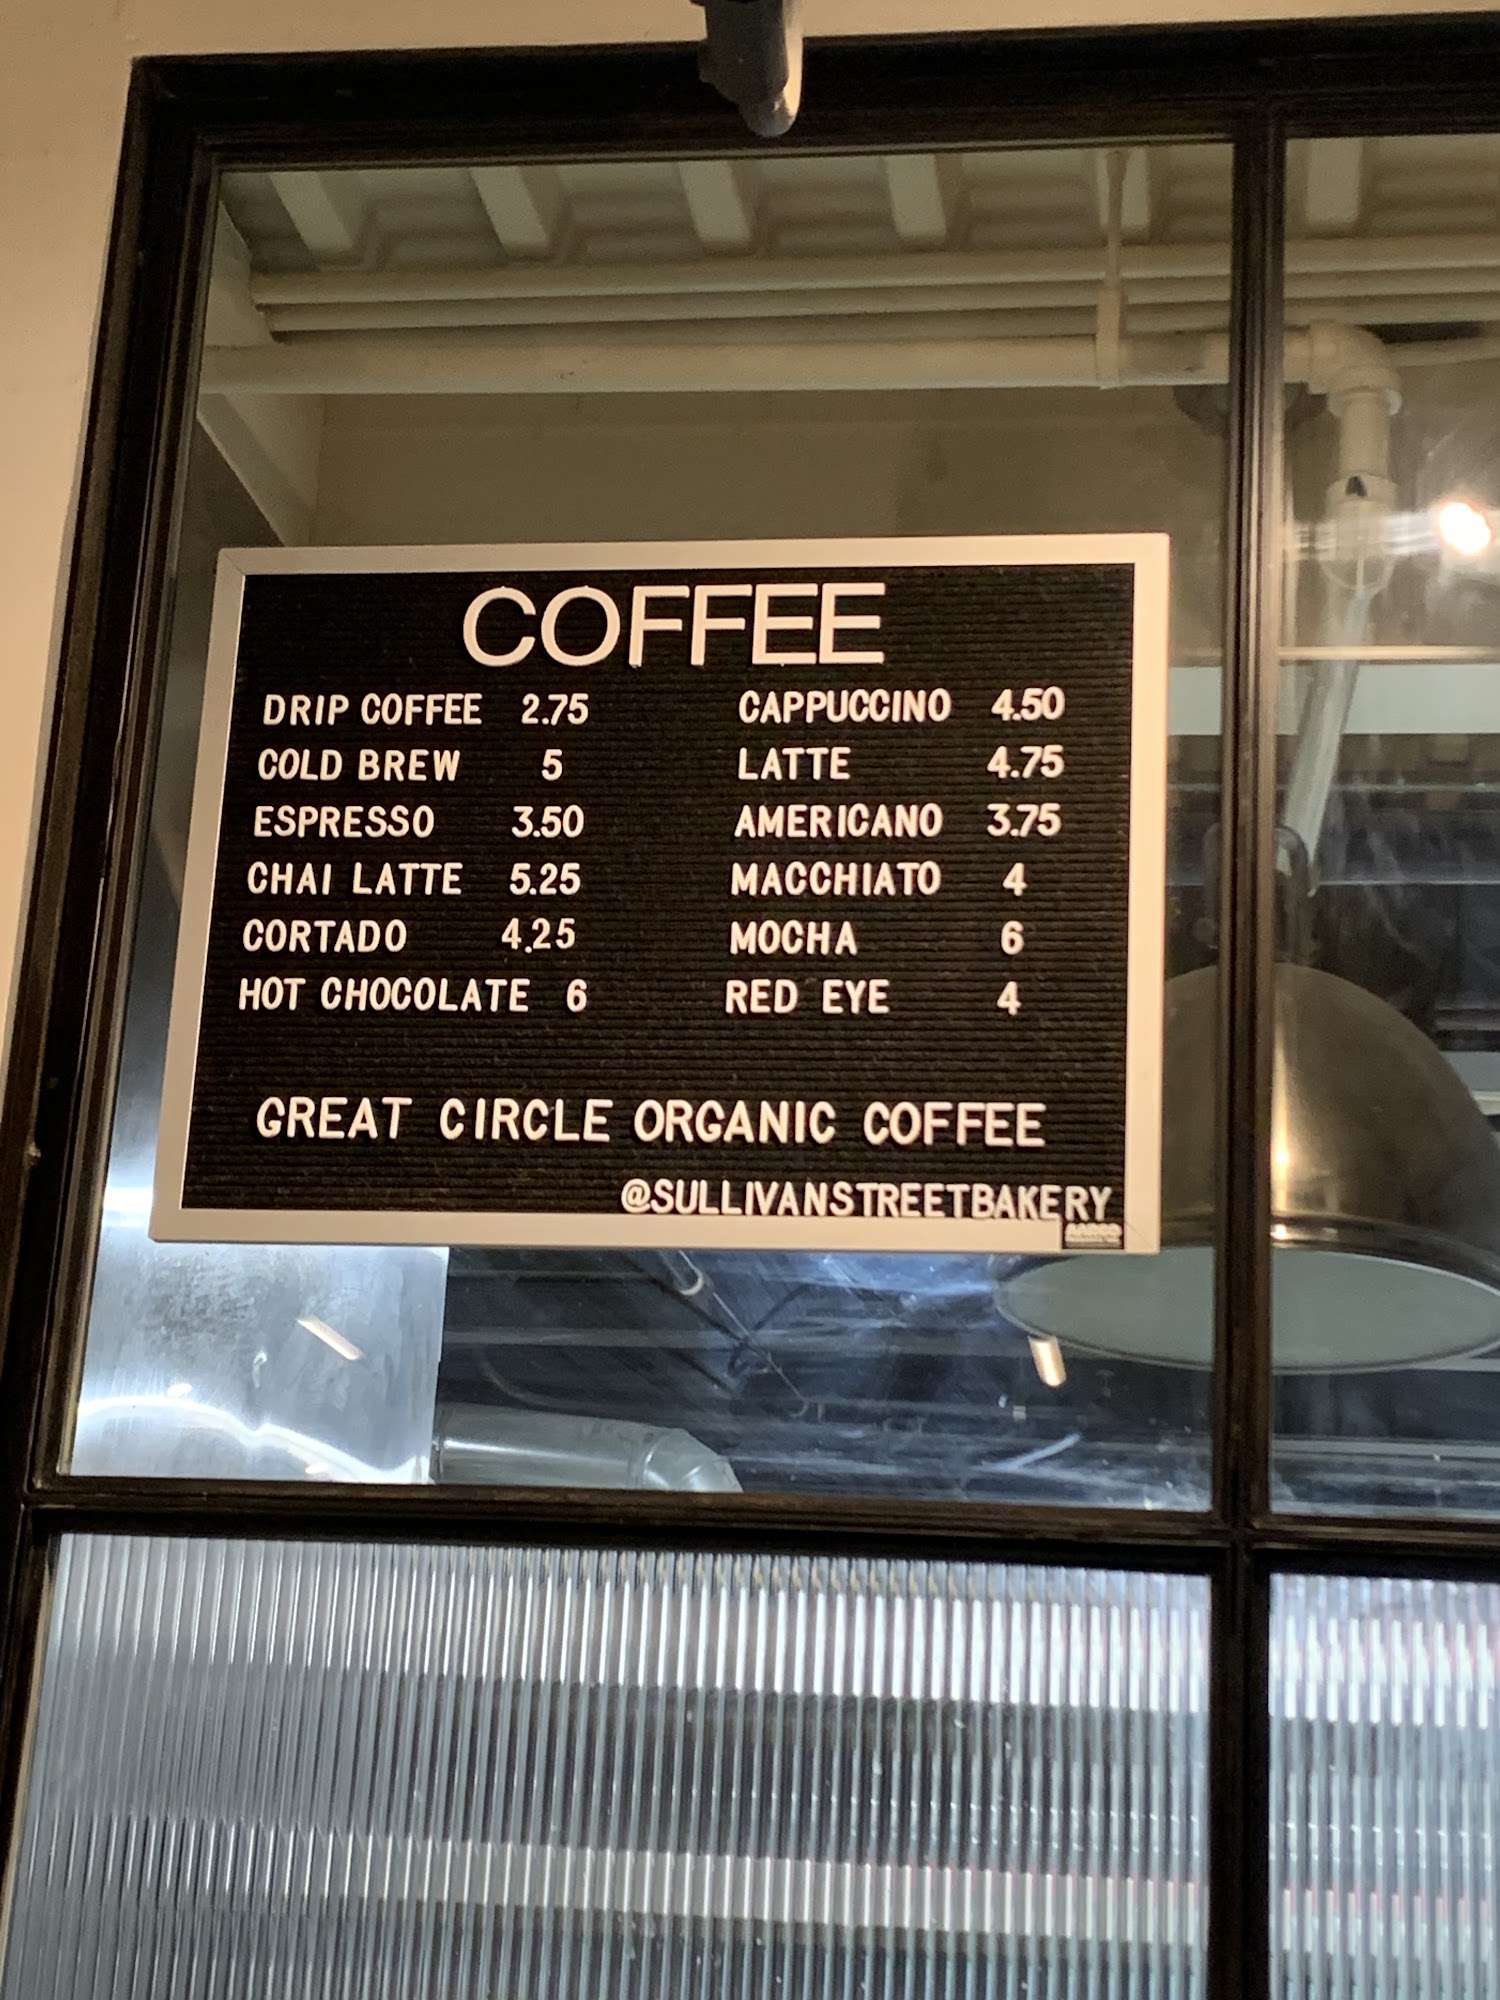 COFFEE
DRIP COFFEE 2.75
COLD BREW 5
ESPRESSO 3.50
CHAI LATTE 5.25
CORTADO 4.25
HOT CHOCOLATE 6
CAPPUCCINO 4.50
LATTE 4.75
AMERICANO 3.75
MACCHIATO 4
MOCHA 6
RED EYE 4
GREAT CIRCLE ORGANIC COFFEE
@SULLIVANSTREETBAKERY